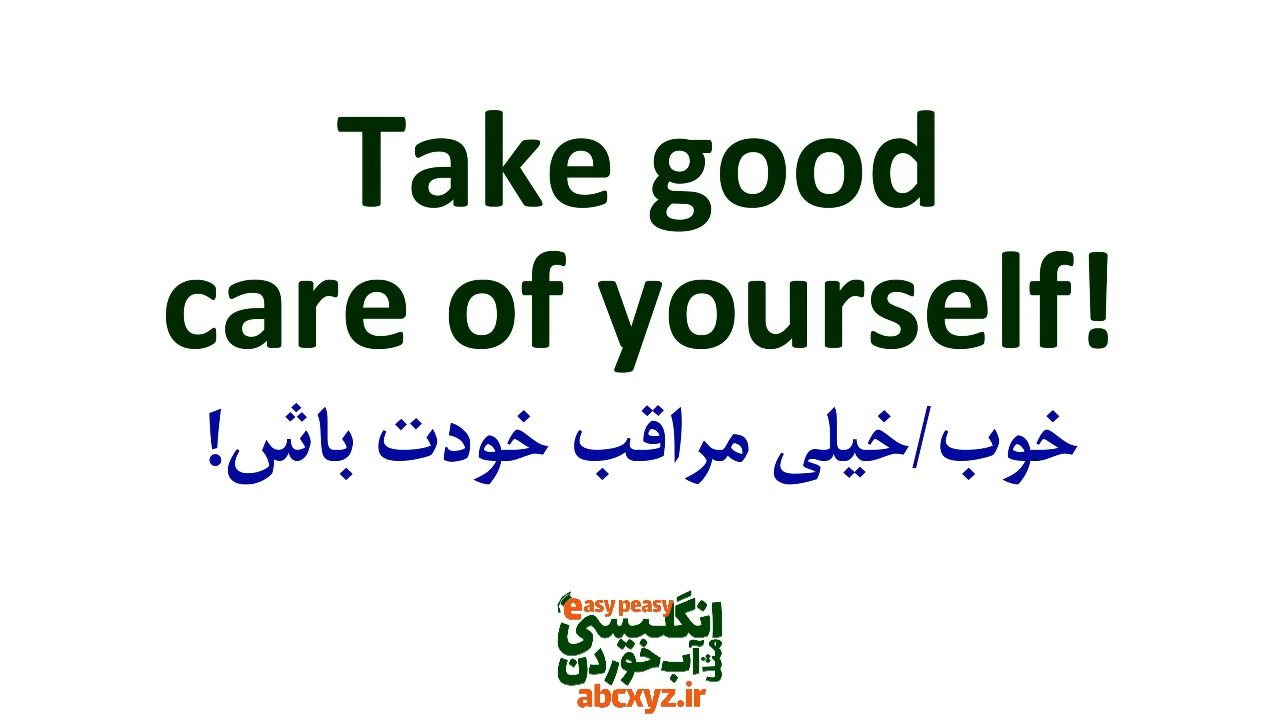 Take good
care of yourself!
خوب/خیلی مراقب خودت باش!
easy peasy
انگلیسی
مثل
آب خوردن
abcxyz.ir